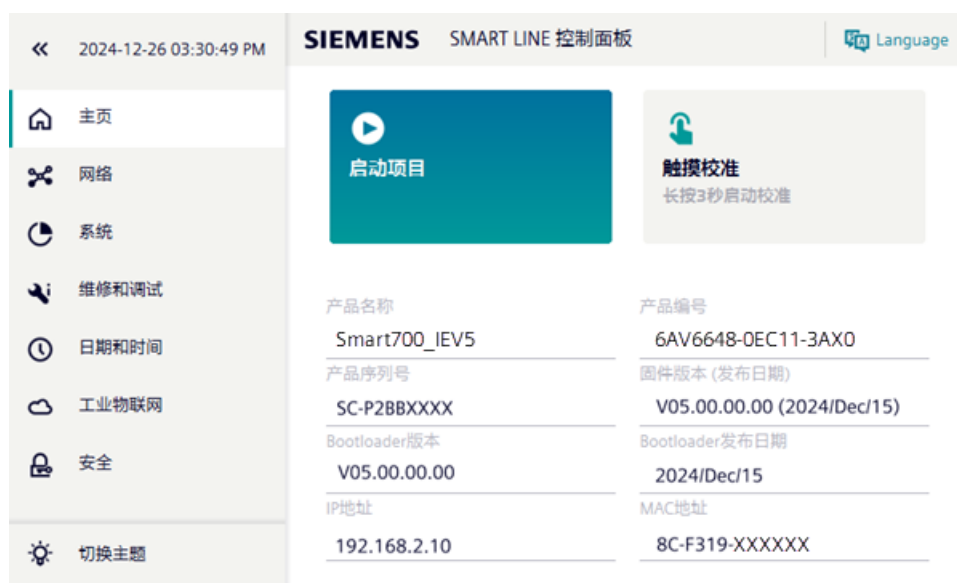 2024-12-26 03:30:49 PM
SIEMENS SMART LINE 控制面板
Language
主页
网络
系统
维修和调试
日期和时间
工业物联网
安全
切换主题
启动项目
触摸校准
长按3秒启动校准
产品名称
Smart700_IEV5
产品编号
6AV6648-0EC11-3AX0
产品序列号
SC-P2BBXXXX
固件版本 (发布日期)
V05.00.00.00 (2024/Dec/15)
Bootloader版本
V05.00.00.00
Bootloader发布日期
2024/Dec/15
IP地址
192.168.2.10
MAC地址
8C-F319-XXXXXX